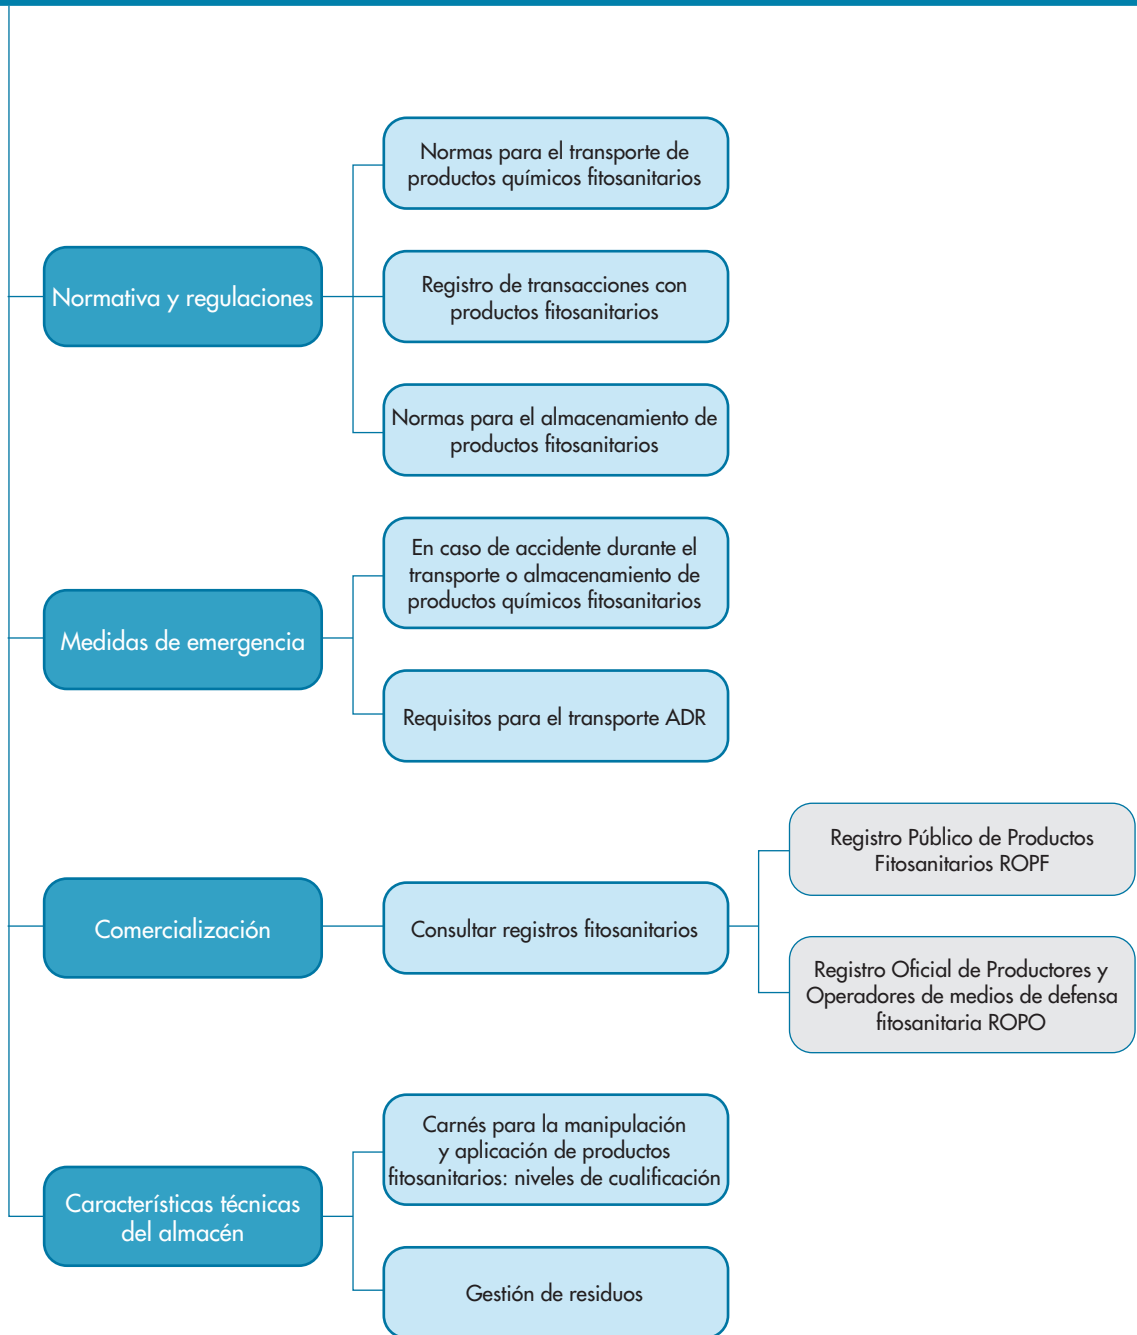 Normas para el transporte de
productos químicos fitosanitarios
Normativa y regulaciones
Registro de transacciones con
productos fitosanitarios
Normas para el almacenamiento de
productos fitosanitarios
En caso de accidente durante el
transporte o almacenamiento de
productos químicos fitosanitarios
Medidas de emergencia
Requisitos para el transporte ADR
Comercialización
Consultar registros fitosanitarios
Registro Público de Productos
Fitosanitarios ROPF
Registro Oficial de Productores y
Operadores de medios de defensa
fitosanitaria ROPO
Carnés para la manipulación
y aplicación de productos
fitosanitarios: niveles de cualificación
Características técnicas
del almacén
Gestión de residuos